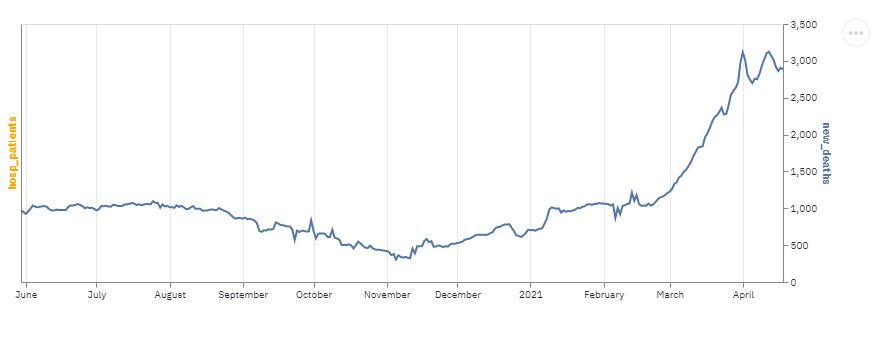 3,500
3,000
2,500
2,000
1,500
1,000
500
0
hosp_patients
new_deaths
June July August September October November December 2021 February March April